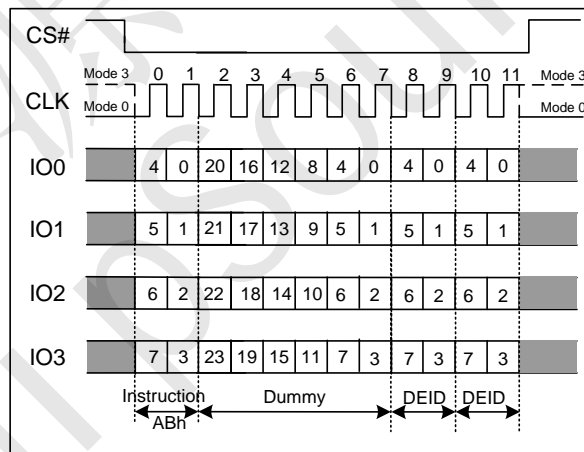 CS#
Mode 3 0 1 2 3 4 5 6 7 8 9 10 11 Mode 3
CLK
Mode 0 Mode 0
IO0 4 0 20 16 12 8 4 0 4 0 4 0
IO1 5 1 21 17 13 9 5 1 5 1 5 1
IO2 6 2 22 18 14 10 6 2 6 2 6 2
IO3 7 3 23 19 15 11 7 3 7 3 7 3
Instruction Dummy DEID DEID
ABh